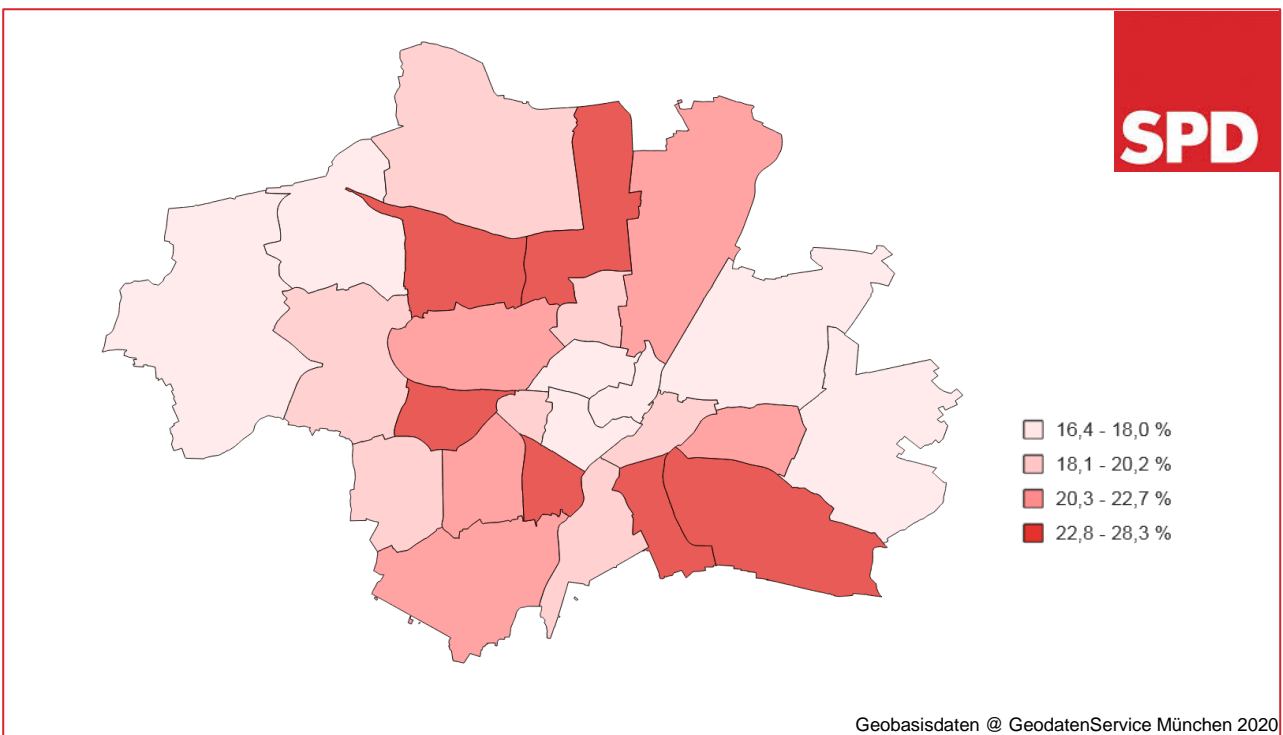 SPD
16,4 - 18,0 %
18,1 - 20,2 %
20,3 - 22,7 %
22,8 - 28,3 %
Geobasisdaten @ GeodatenService München 2020